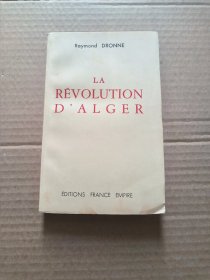 Raymond DRONNE
LA
RÉVOLUTION
D'ALGER
ÉDITIONS FRANCE EMPIRE